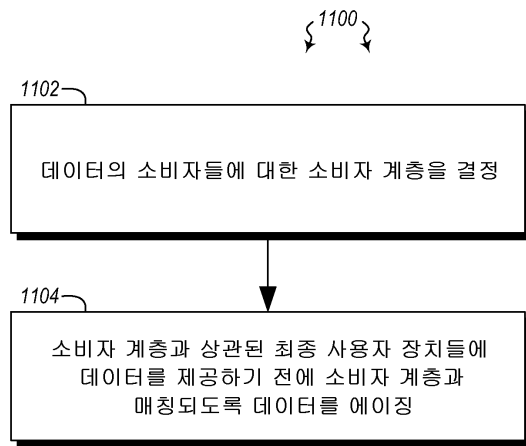 1100
1102
데이터의 소비자들에 대한 소비자 계층을 결정
1104
소비자 계층과 상관된 최종 사용자 장치들에
데이터를 제공하기 전에 소비자 계층과
매칭되도록 데이터를 에이징